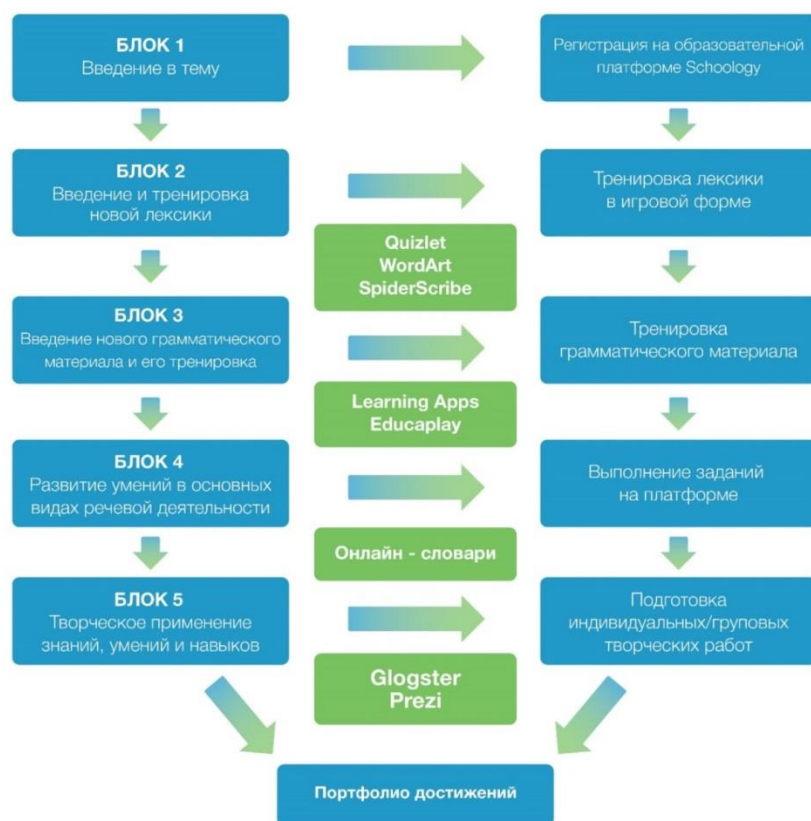 БЛОК 1
Введение в тему
Регистрация на образовательной
платформе Schoology
БЛОК 2
Введение и тренировка
новой лексики
Тренировка лексики
в игровой форме
Quizlet
WordArt
SpiderScribe
БЛОК 3
Введение нового грамматического
материала и его тренировка
Тренировка
грамматического материала
Learning Apps
Educaplay
БЛОК 4
Развитие умений в основных
видах речевой деятельности
Выполнение заданий
на платформе
Онлайн - словари
БЛОК 5
Творческое применение
знаний, умений и навыков
Подготовка
индивидуальных/груповых
творческих работ
Glogster
Prezi
Портфолио достижений